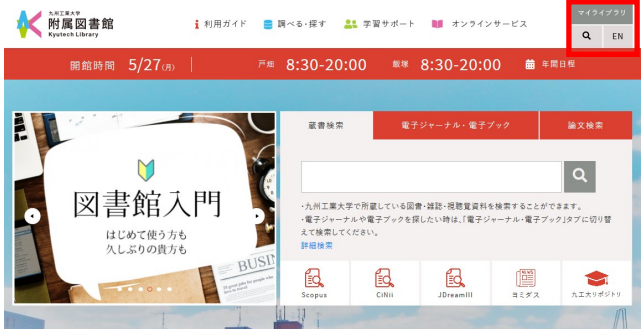 九州工業大学
附属図書館
Kyutech Library
利用ガイド
調べる・探す
学習サポート
オンラインサービス
マイライブラリ
EN
開館時間 5/27(月)
戸畑 8:30-20:00
飯塚 8:30-20:00
年間日程
図書館入門
はじめて使う方も
久しぶりの貴方も
BUSI
蔵書検索
電子ジャーナル・電子ブック
論文検索
・九州工業大学で所蔵している図書・雑誌・視聴覚資料を検索することができます。
・電子ジャーナルや電子ブックを探したい時は、「電子ジャーナル・電子ブック」タブに切り替
えて検索してください。
詳細検索
Scopus
CiNii
JDreamIII
NEWS
ヨミダス
九工大リポジトリ